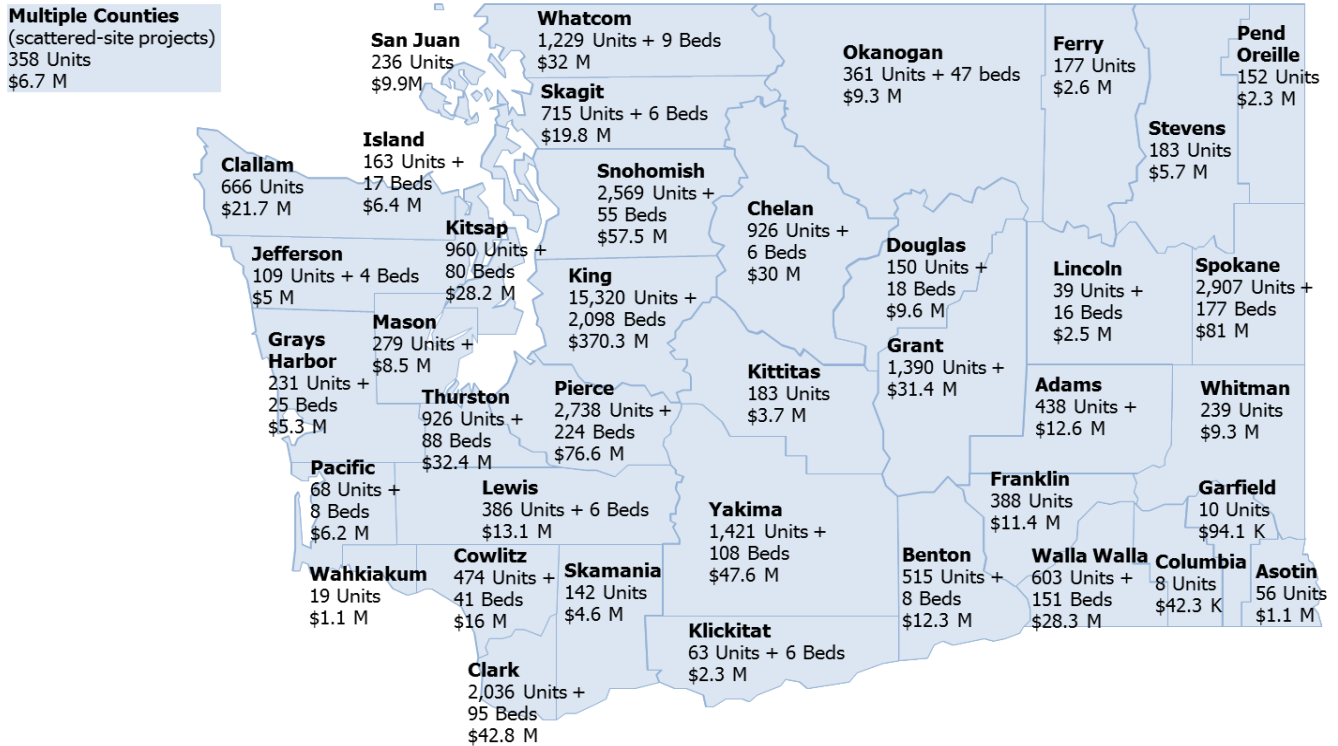 Multiple Counties
(scattered-site projects)
358 Units
$6.7 M
San Juan
236 Units
$9.9M
Whatcom
1,229 Units + 9 Beds
$32 M
Skagit
715 Units + 6 Beds
$19.8 M
Okanogan
361 Units + 47 beds
$9.3 M
Ferry
177 Units
$2.6 M
Pend
Oreille
152 Units
$2.3 M
Stevens
183 Units
$5.7 M
Island
163 Units +
17 Beds
$6.4 M
Clallam
666 Units
$21.7 M
Snohomish
2,569 Units +
55 Beds
$57.5 M
Chelan
926 Units +
6 Beds
$30 M
Kitsap
960 Units +
80 Beds
$28.2 M
Jefferson
109 Units + 4 Beds
$5 M
Douglas
150 Units +
18 Beds
$9.6 M
Lincoln
39 Units +
16 Beds
$2.5 M
Spokane
2,907 Units +
177 Beds
$81 M
King
15,320 Units +
2,098 Beds
$370.3 M
Mason
279 Units +
$8.5 M
Grays
Harbor
231 Units +
25 Beds
$5.3 M
Grant
1,390 Units +
$31.4 M
Kittitas
183 Units
$3.7 M
Thurston
926 Units +
88 Beds
$32.4 M
Pierce
2,738 Units +
224 Beds
$76.6 M
Adams
438 Units +
$12.6 M
Whitman
239 Units
$9.3 M
Pacific
68 Units +
8 Beds
$6.2 M
Lewis
386 Units + 6 Beds
$13.1 M
Yakima
1,421 Units +
108 Beds
$47.6 M
Franklin
388 Units
$11.4 M
Garfield
10 Units
$94.1 K
Wahkiakum
19 Units
$1.1 M
Cowlitz
474 Units +
41 Beds
$16 M
Skamania
142 Units
$4.6 M
Benton
515 Units +
8 Beds
$12.3 M
Walla Walla
603 Units +
151 Beds
$28.3 M
Columbia
8 Units
$42.3 K
Asotin
56 Units
$1.1 M
Klickitat
63 Units + 6 Beds
$2.3 M
Clark
2,036 Units +
95 Beds
$42.8 M